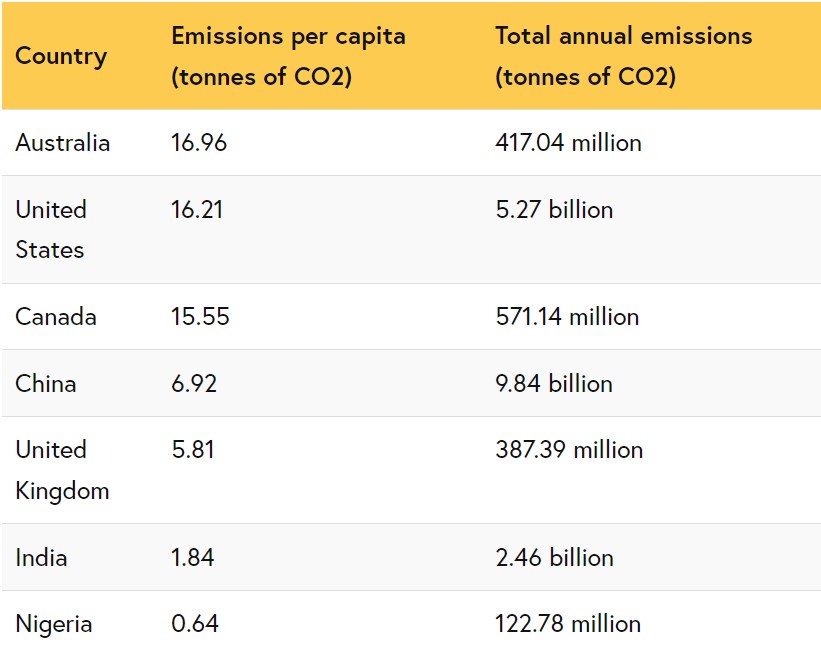 Country Emissions per capita (tonnes of CO2) Total annual emissions (tonnes of CO2)
Australia 16.96 417.04 million
United States 16.21 5.27 billion
Canada 15.55 571.14 million
China 6.92 9.84 billion
United Kingdom 5.81 387.39 million
India 1.84 2.46 billion
Nigeria 0.64 122.78 million